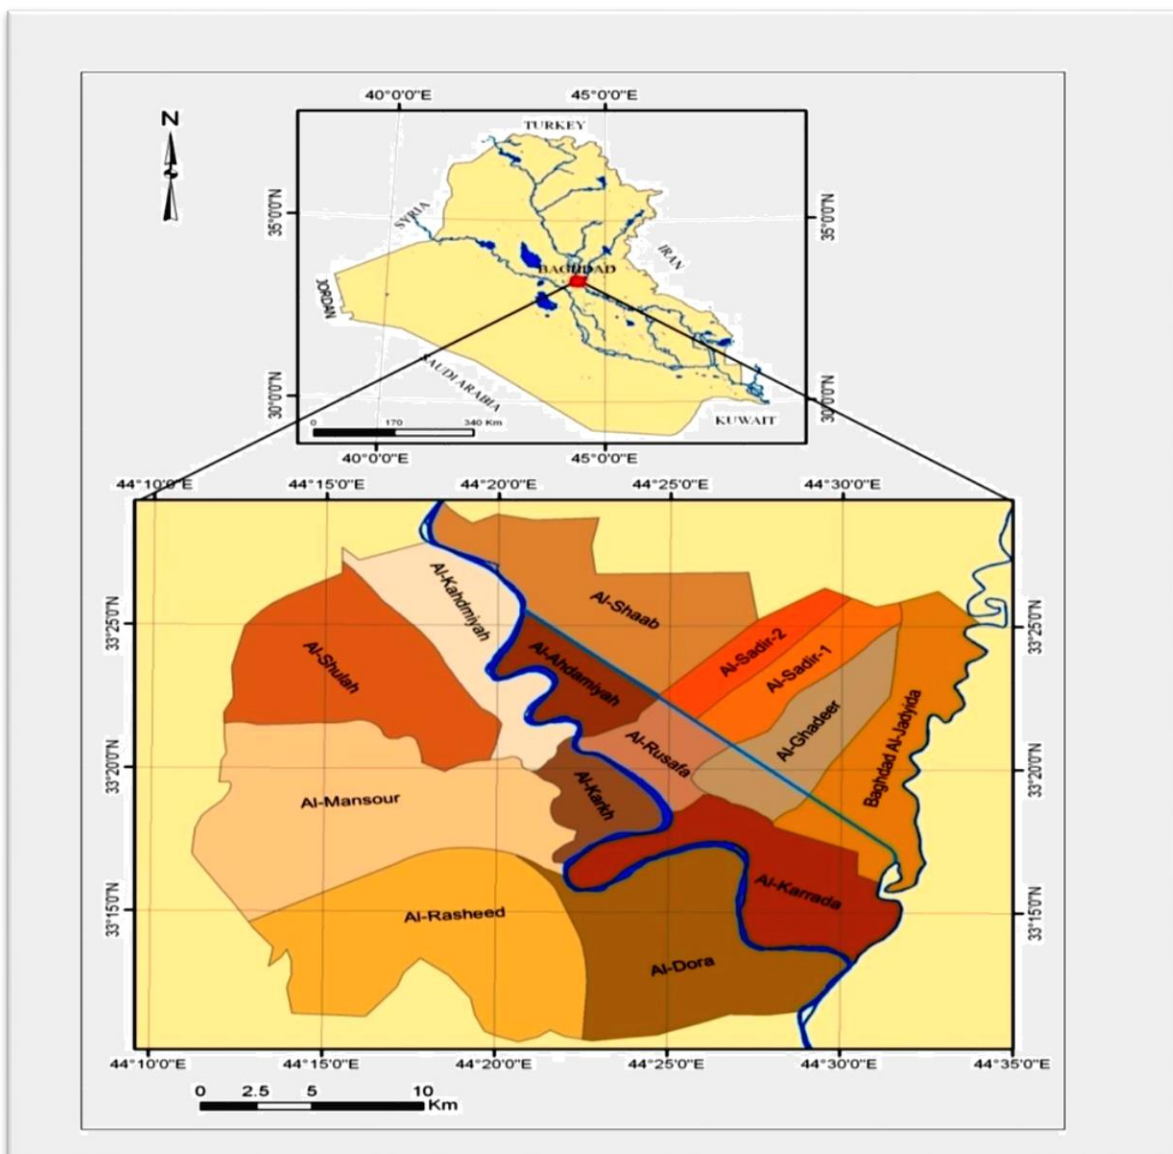 40°0'0"E 45°0'0"E
N
TURKEY
35°0'0"N 35°0'0"N
SYRIA
IRAN
BAGHDAD
JORDAN
30°0'0"N 30°0'0"N
SAUDI ARABIA
KUWAIT
0 170 340 Km
40°0'0"E 45°0'0"E
44°10'0"E 44°15'0"E 44°20'0"E 44°25'0"E 44°30'0"E
Al-Kahdmiyah
Al-Shaab
33°25'0"N 33°25'0"N
Al-Sadir-2
Al-Shulah
Al-Ahdamiyah
Al-Sadir-1
Al-Ghadeer
Baghdad Al-Jadyida
Al-Rusafa
33°20'0"N 33°20'0"N
Al-Mansour
Al-Karkh
Al-Karrada
33°15'0"N 33°15'0"N
Al-Rasheed
Al-Dora
44°10'0"E 44°15'0"E 44°20'0"E 44°25'0"E 44°30'0"E 44°35'0"E
0 2.5 5 10
Km